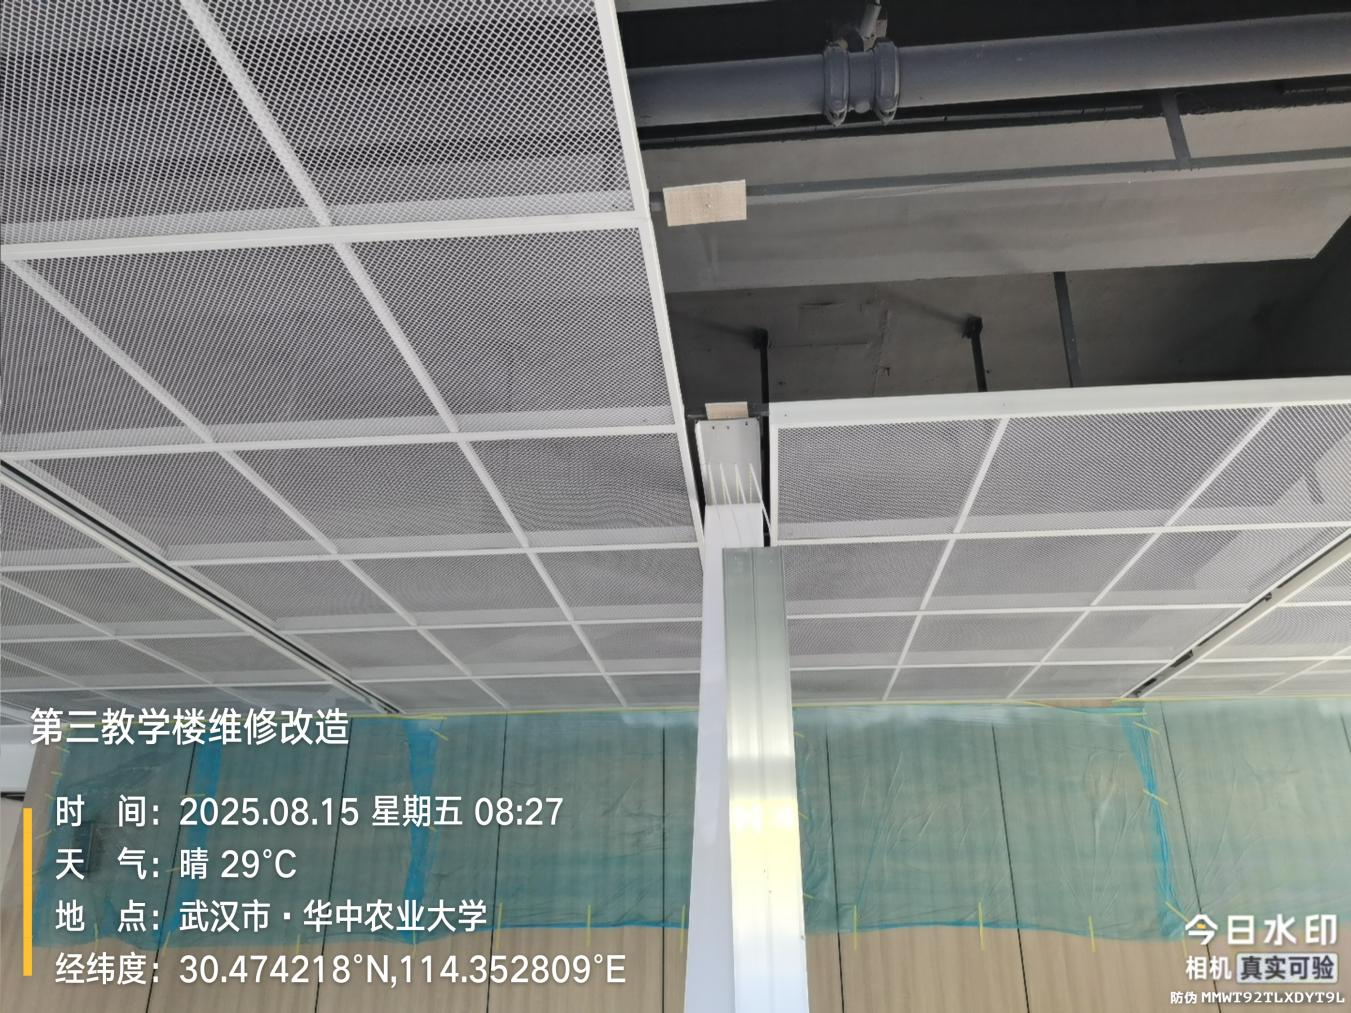 第三教学楼维修改造
时 间：2025.08.15 星期五 08:27
天 气：晴 29°C
地 点：武汉市·华中农业大学
经纬度：30.474218°N,114.352809°E
今日水印
相机 真实可验
防伪 MMWT92TLXDYT9L